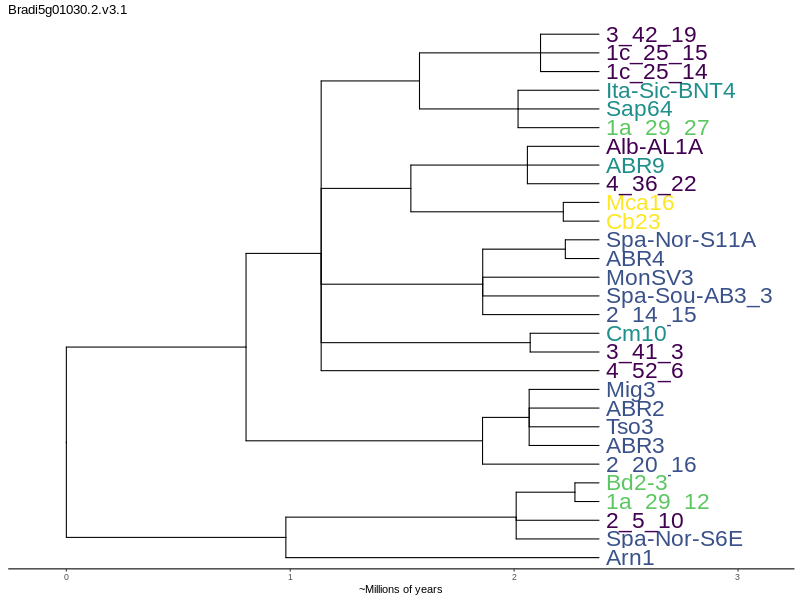 Bradi5g01030.2.v3.1
3_42_19
1c_25_15
1c_25_14
Ita-Sic-BNT4
Sap64
1a_29_27
Alb-AL1A
ABR9
4_36_22
Mca16
Cb23
Spa-Nor-S11A
ABR4
MonSV3
Spa-Sou-AB3_3
2_14_15
Cm10
3_41_3
4_52_6
Mig3
ABR2
Tso3
ABR3
2_20_16
Bd2-3
1a_29_12
2_5_10
Spa-Nor-S6E
Arn1
0 1 2 3
~Millions of years